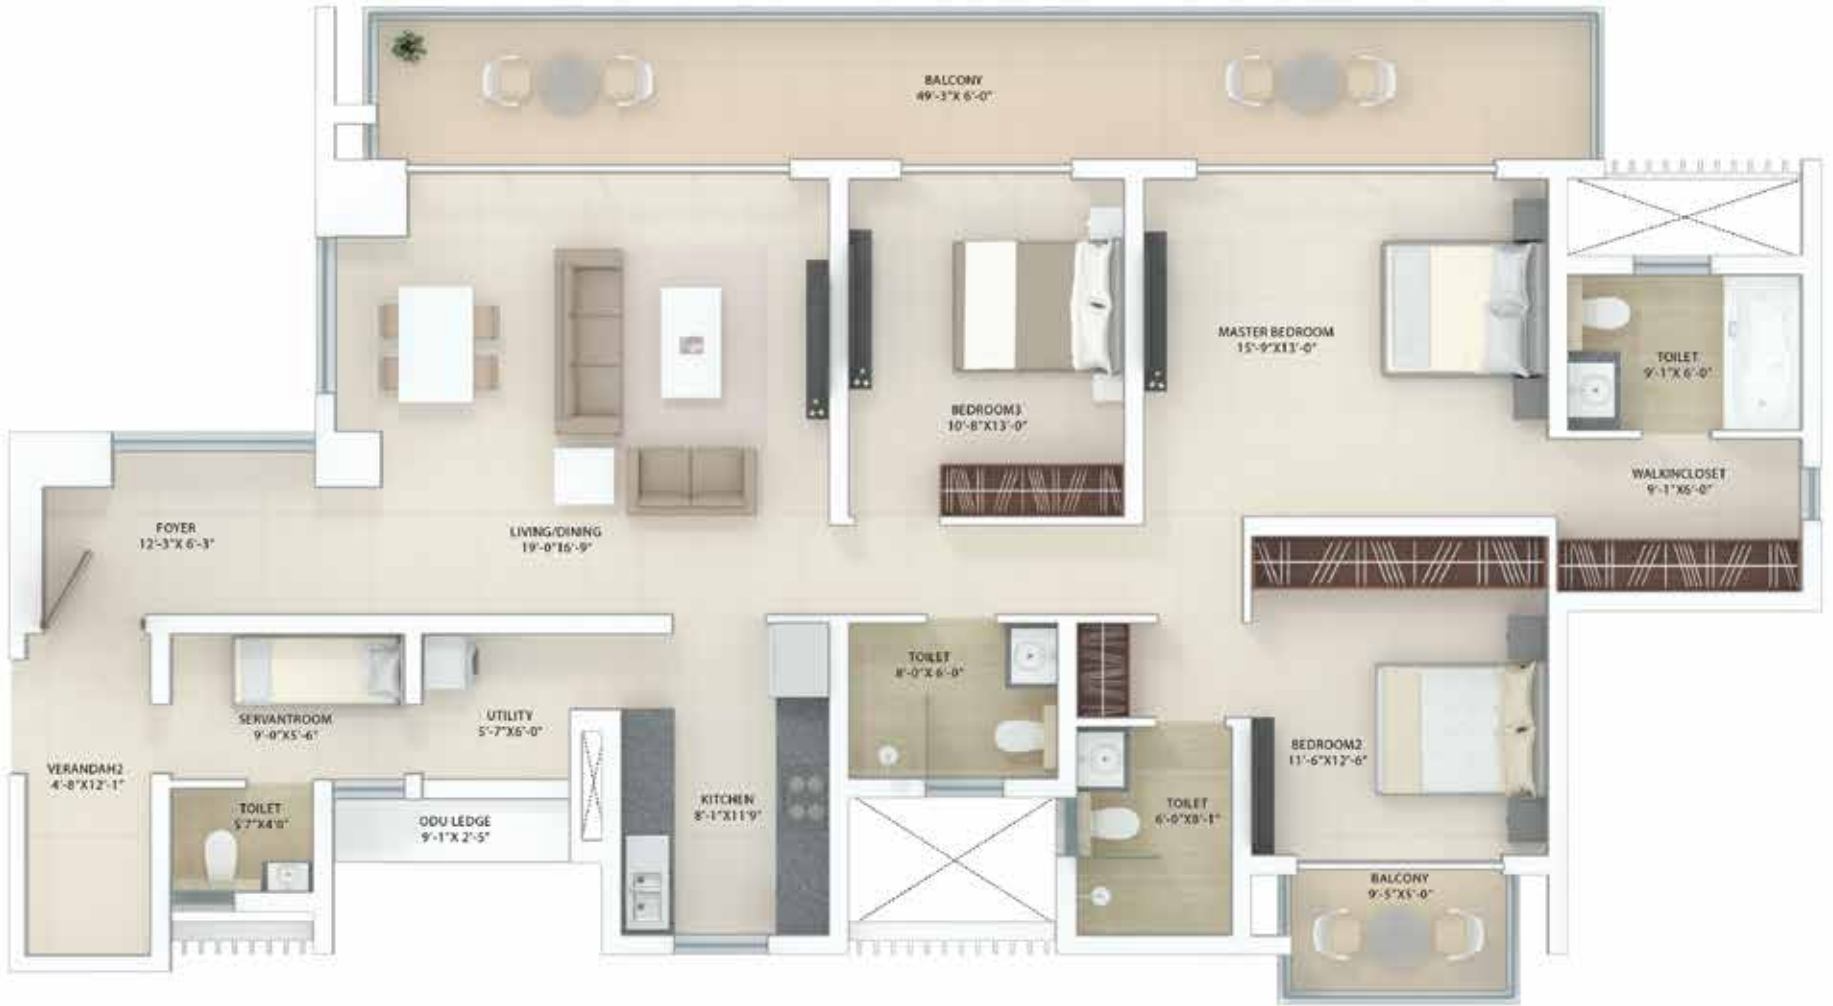 BALCONY
49'-3"X 6'-0"
MASTER BEDROOM
15'-9"X13'-0"
TOILET
9'-1"X 6'-0"
BEDROOM3
10'-8"X13'-0"
WALKINCLOSET
9'-1"X6'-0"
FOYER
12'-3"X 6'-3"
LIVING/DINING
19'-0"16'-9"
TOILET
8'-0"X 6'-0"
SERVANTROOM
9'-0"X5'-6"
UTILITY
5'-7"X6'-0"
BEDROOM2
11'-6"X12'-6"
VERANDAH2
4'-8"X12'-1"
KITCHEN
8'-1"X11'9"
TOILET
6'-0"X8'-1"
TOILET
5'7"X4'0"
ODU LEDGE
9'-1"X 2'-5"
BALCONY
9'-5"X5'-0"